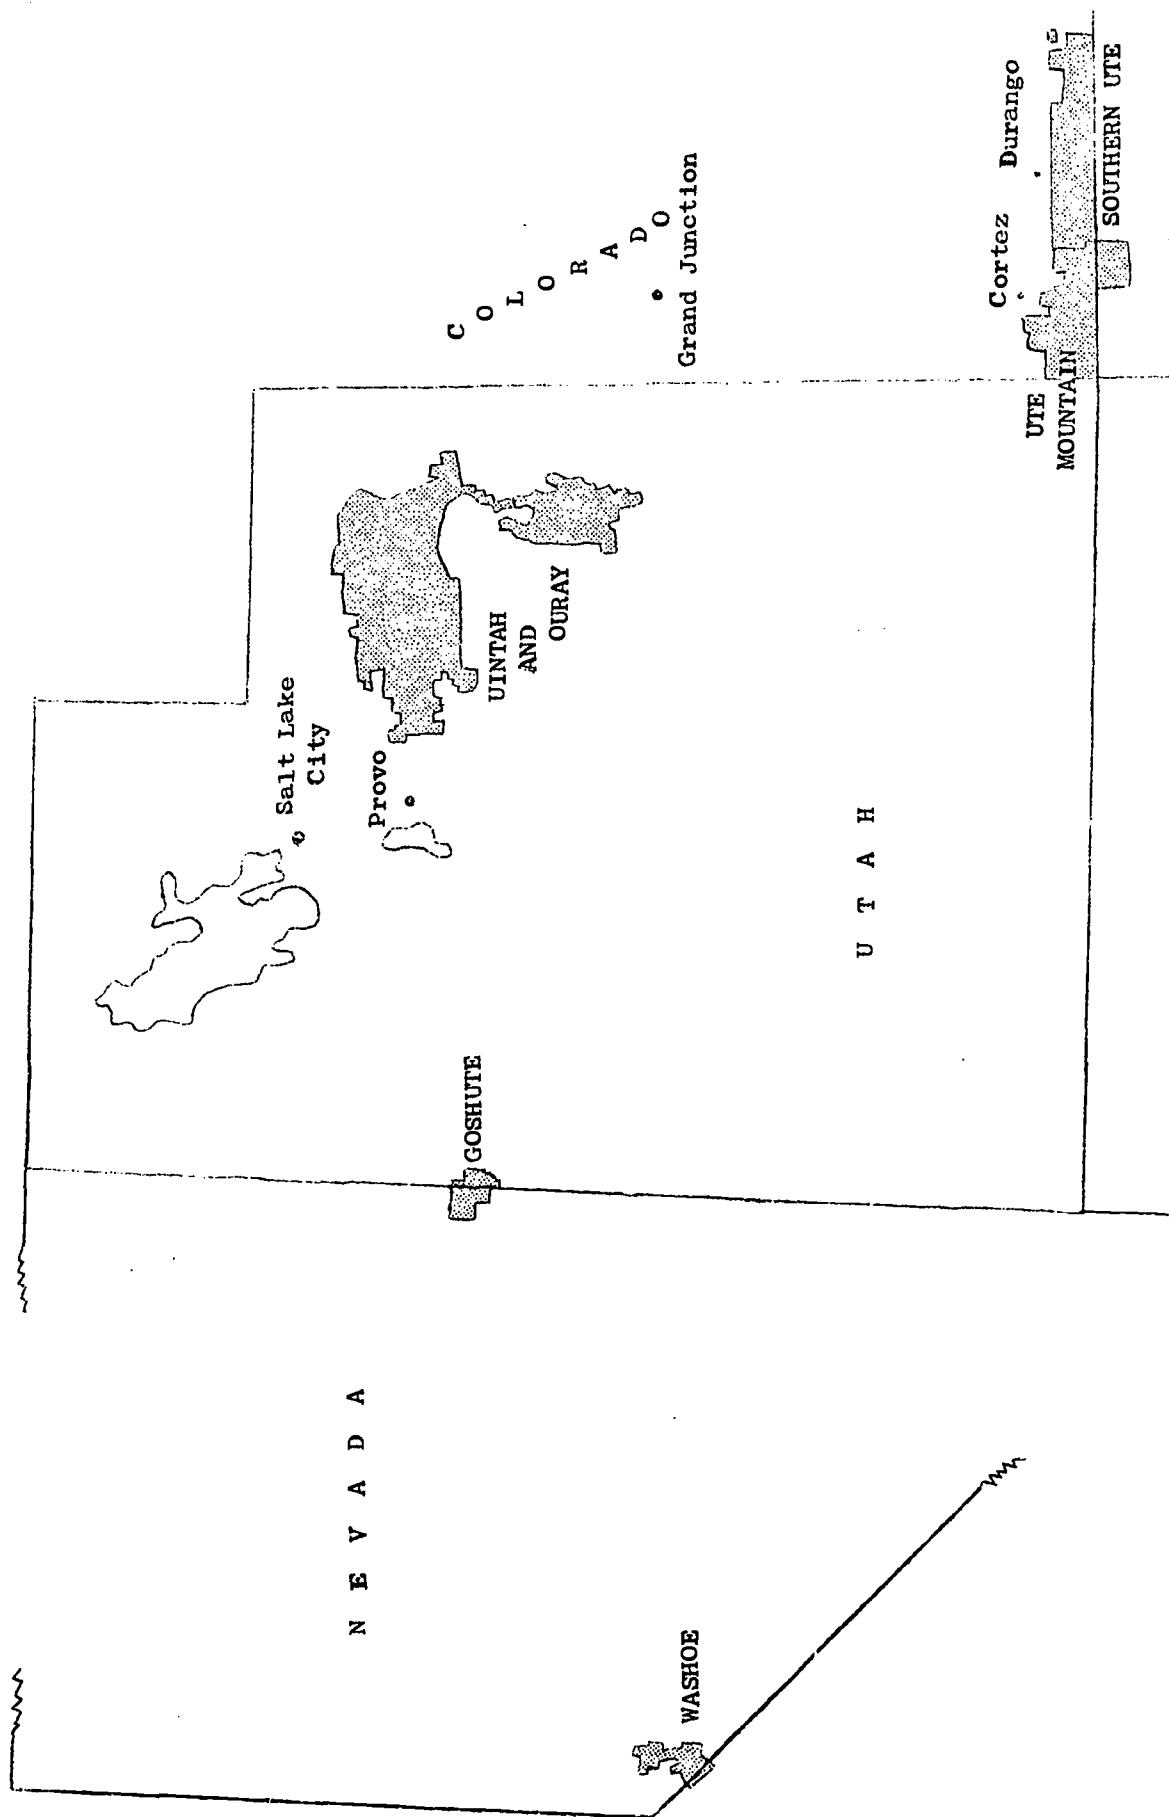 NEVADA
UTAH
COLORADO
Salt Lake
City
Provo
GOSHUTE
UINTAH
AND
OURAY
Grand Junction
WASHOE
Cortez
Durango
UTE
MOUNTAIN
SOUTHERN UTE